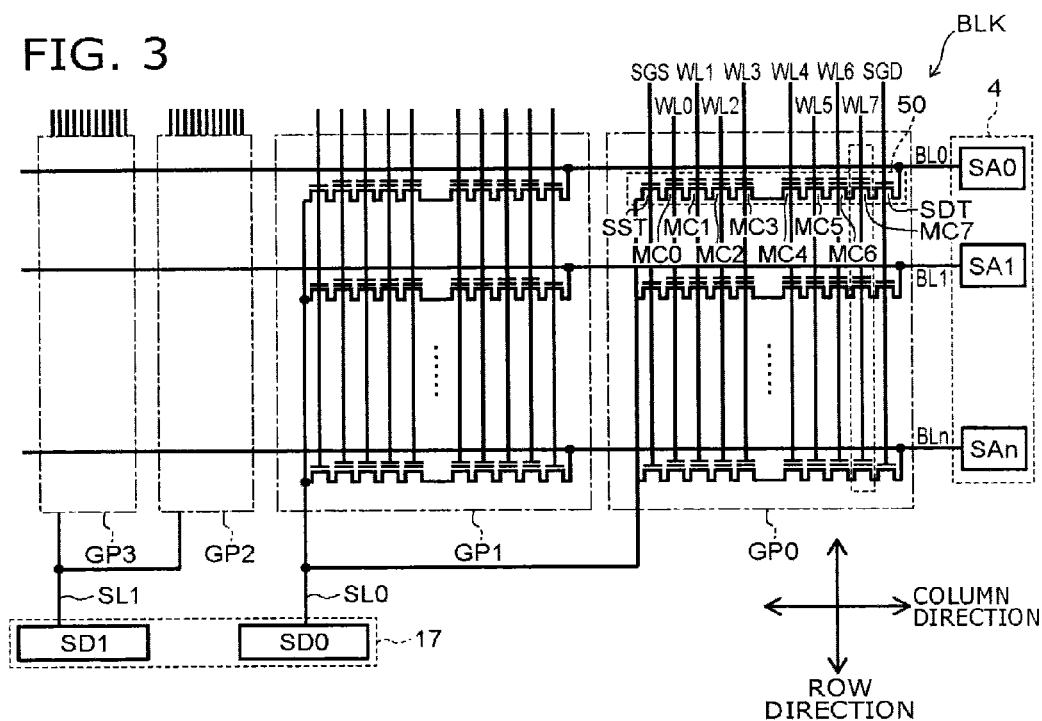 FIG. 3
BLK
SGS WL1 WL3 WL4 WL6 SGD
WL0 WL2 WL5 WL7 50 4
BL0 SA0
SST MC1 MC3 MC5 SDT
MC7
MC0 MC2 MC4 MC6
BL1 SA1
BLn SAn
GP3 GP2 GP1 GP0
SL1 SL0
SD1 SD0 17
COLUMN
DIRECTION
ROW
DIRECTION